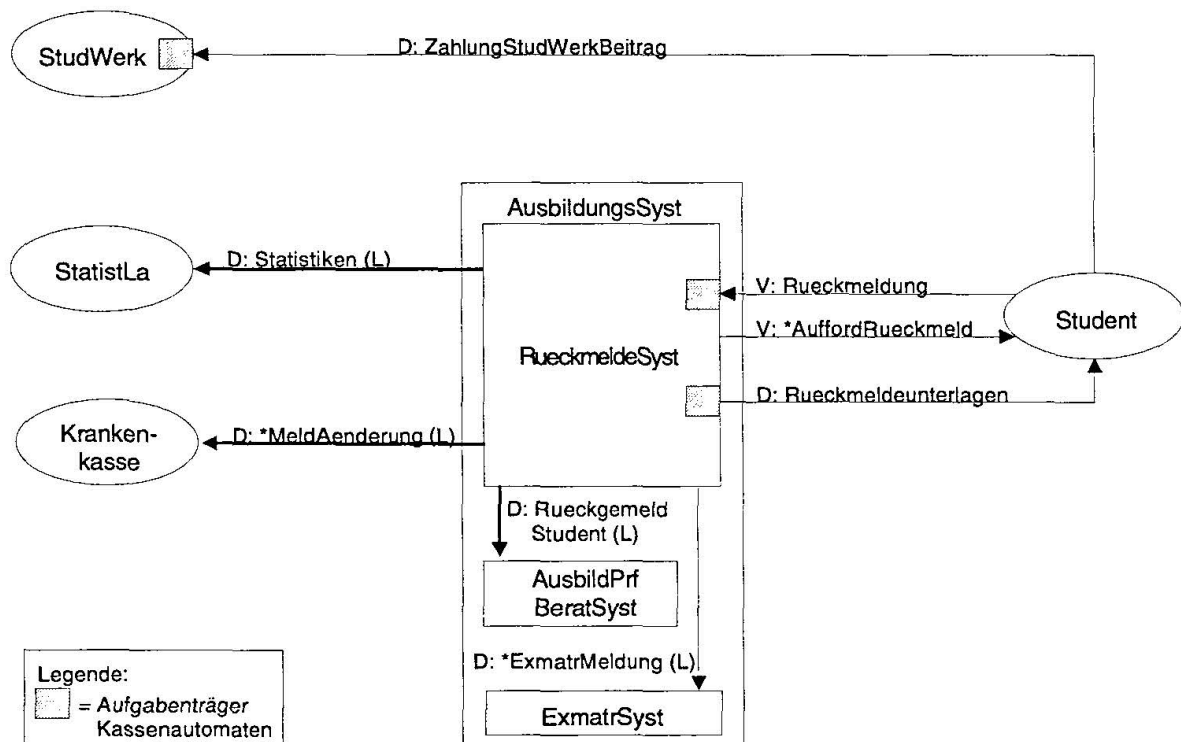 StudWerk
D: ZahlungStudWerkBeitrag
AusbildungsSyst
StatistLa
D: Statistiken (L)
V: Rueckmeldung
Student
V: *AuffordRueckmeld
RueckmeldeSyst
D: Rueckmeldeunterlagen
Kranken-
kasse
D: *MeldAenderung (L)
D: Rueckgemeld
Student (L)
AusbildPrf
BeratSyst
D: *ExmatrMeldung (L)
ExmatrSyst
Legende:
= Aufgabenträger
Kassenautomaten